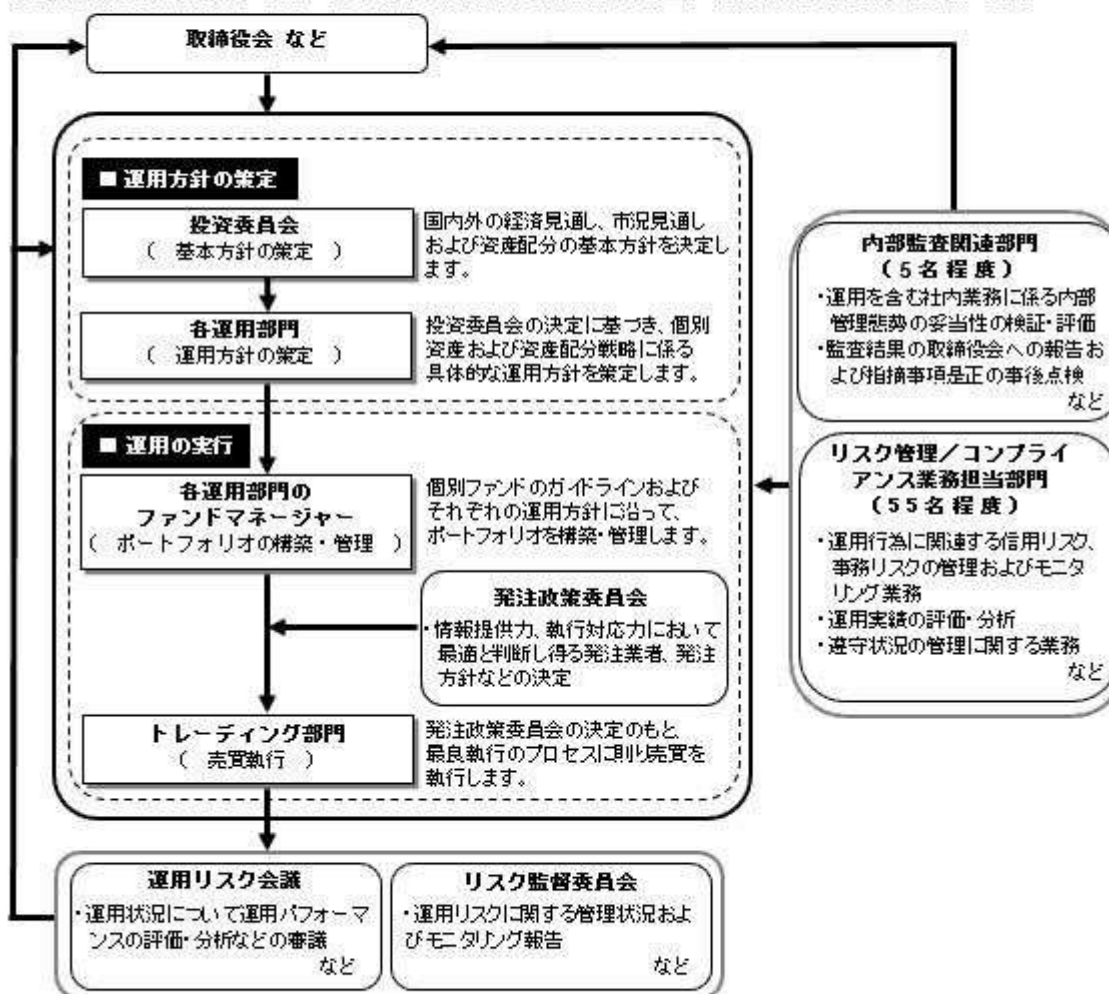 取締役会 など
■ 運用方針の策定
投資委員会
( 基本方針の策定 )
国内外の経済見通し、市況見通し
および資産配分の基本方針を決定し
ます。
各運用部門
( 運用方針の策定 )
投資委員会の決定に基づき、個別
資産および資産配分戦略に係る
具体的な運用方針を策定します。
■ 運用の実行
各運用部門の
ファンドマネージャー
( ポートフォリオの構築・管理 )
個別ファンドのガイドラインおよび
それぞれの運用方針に沿って、
ポートフォリオを構築・管理します。
発注政策委員会
・情報提供力、執行対応力において
最適と判断し得る発注業者、発注
方針などの決定
トレーディング部門
( 売買執行 )
発注政策委員会の決定のもと、
最良執行のプロセスに則り売買を
執行します。
内部監査関連部門
(5名程度)
・運用を含む社内業務に係る内部
管理態勢の妥当性の検証・評価
・監査結果の取締役会への報告お
よび指摘事項是正の事後点検
など
リスク管理/コンプライ
アンス業務担当部門
(55名程度)
・運用行為に関連する信用リスク、
事務リスクの管理およびモニタ
リング業務
・運用実績の評価・分析
・遵守状況の管理に関する業務
など
運用リスク会議
・運用状況について運用パフォーマ
ンスの評価・分析などの審議
など
リスク監督委員会
・運用リスクに関する管理状況およ
びモニタリング報告
など